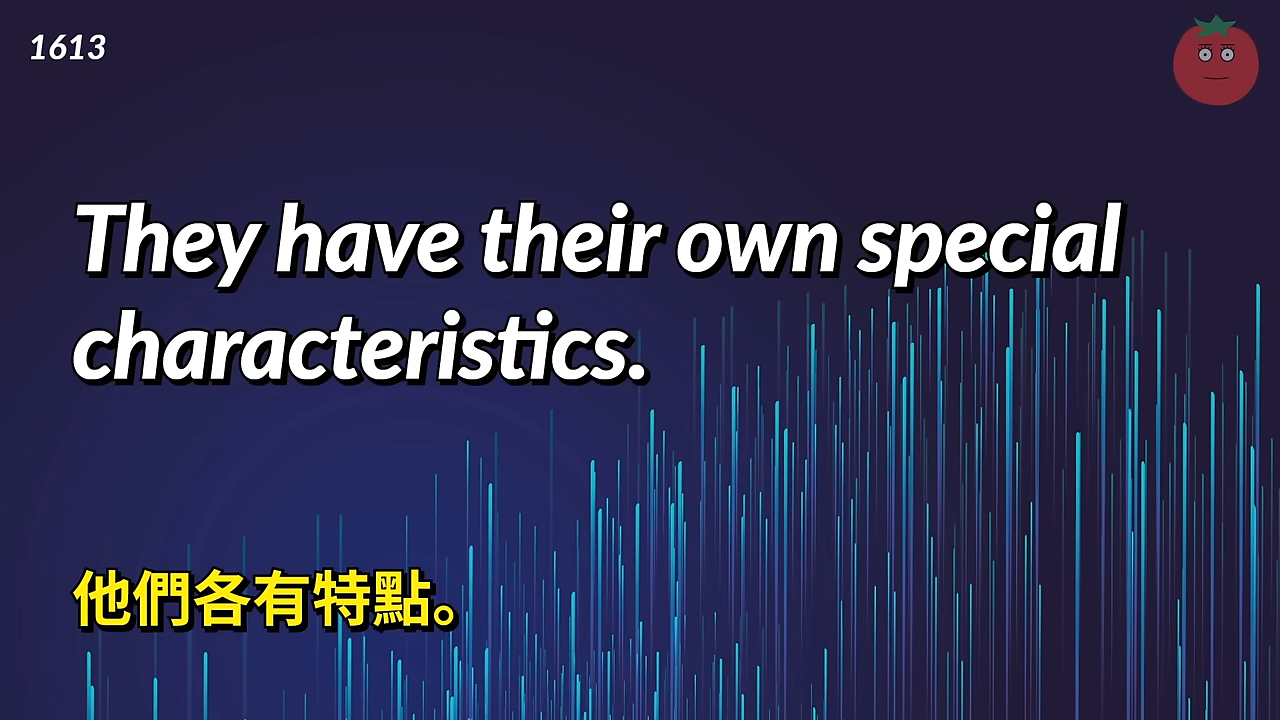 1613
They have their own special
characteristics.
他們各有特點。